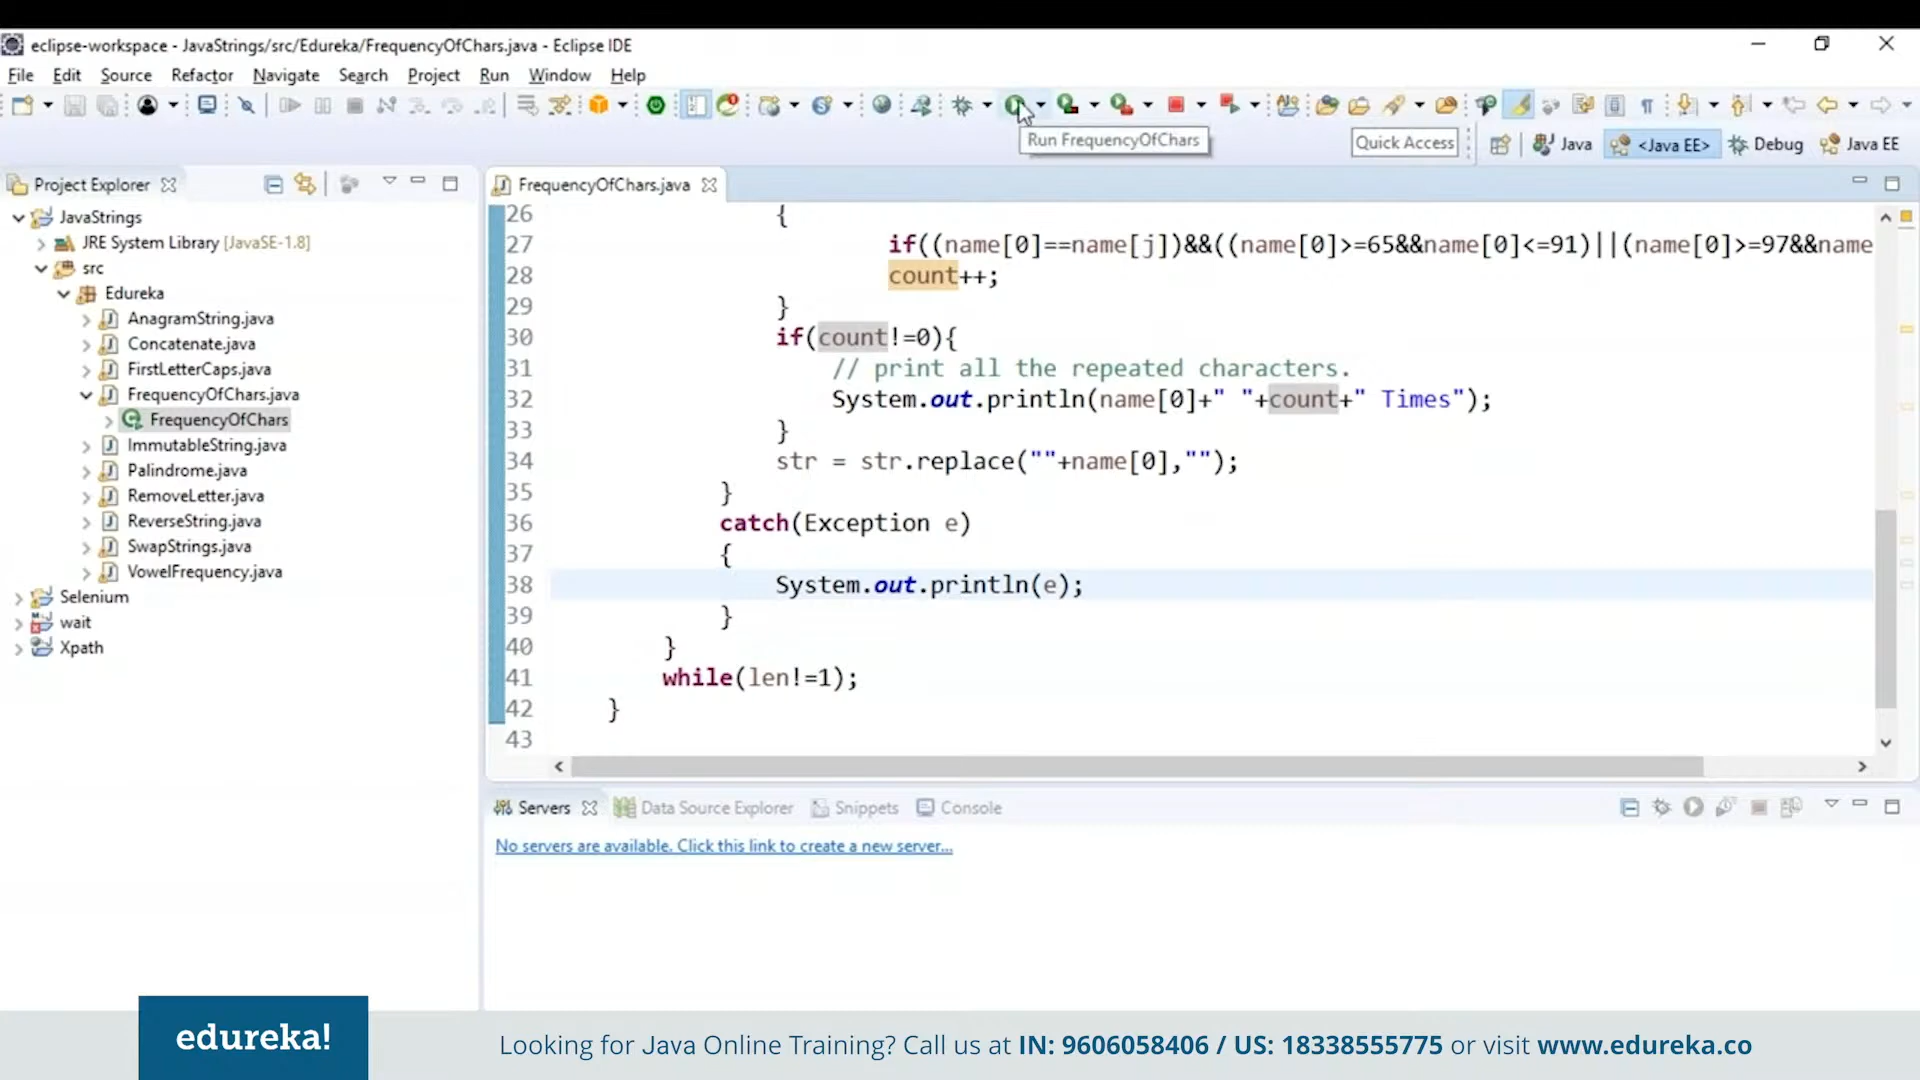 eclipse-workspace - JavaStrings/src/Edureka/FrequencyOfChars.java - Eclipse IDE
File Edit Source Refactor Navigate Search Project Run Window Help
Run FrequencyOfChars
Quick Access
Java
<Java EE>
Debug
Java EE
Project Explorer
JavaStrings
JRE System Library [JavaSE-1.8]
src
Edureka
AnagramString.java
Concatenate.java
FirstLetterCaps.java
FrequencyOfChars.java
FrequencyOfChars
ImmutableString.java
Palindrome.java
RemoveLetter.java
ReverseString.java
SwapStrings.java
VowelFrequency.java
Selenium
wait
Xpath
FrequencyOfChars.java
26 {
27 if((name[0]==name[j])&&((name[0]>=65&&name[0]<=91)||(name[0]>=97&&name
28 count++;
29 }
30 if(count!=0){
31 // print all the repeated characters.
32 System.out.println(name[0]+" "+count+" Times");
33 }
34 str = str.replace(""+name[0],"");
35 }
36 catch(Exception e)
37 {
38 System.out.println(e);
39 }
40 }
41 while(len!=1);
42 }
43
Servers Data Source Explorer Snippets Console
No servers are available. Click this link to create a new server...
edureka!
Looking for Java Online Training? Call us at IN: 9606058406 / US: 18338555775 or visit www.edureka.co